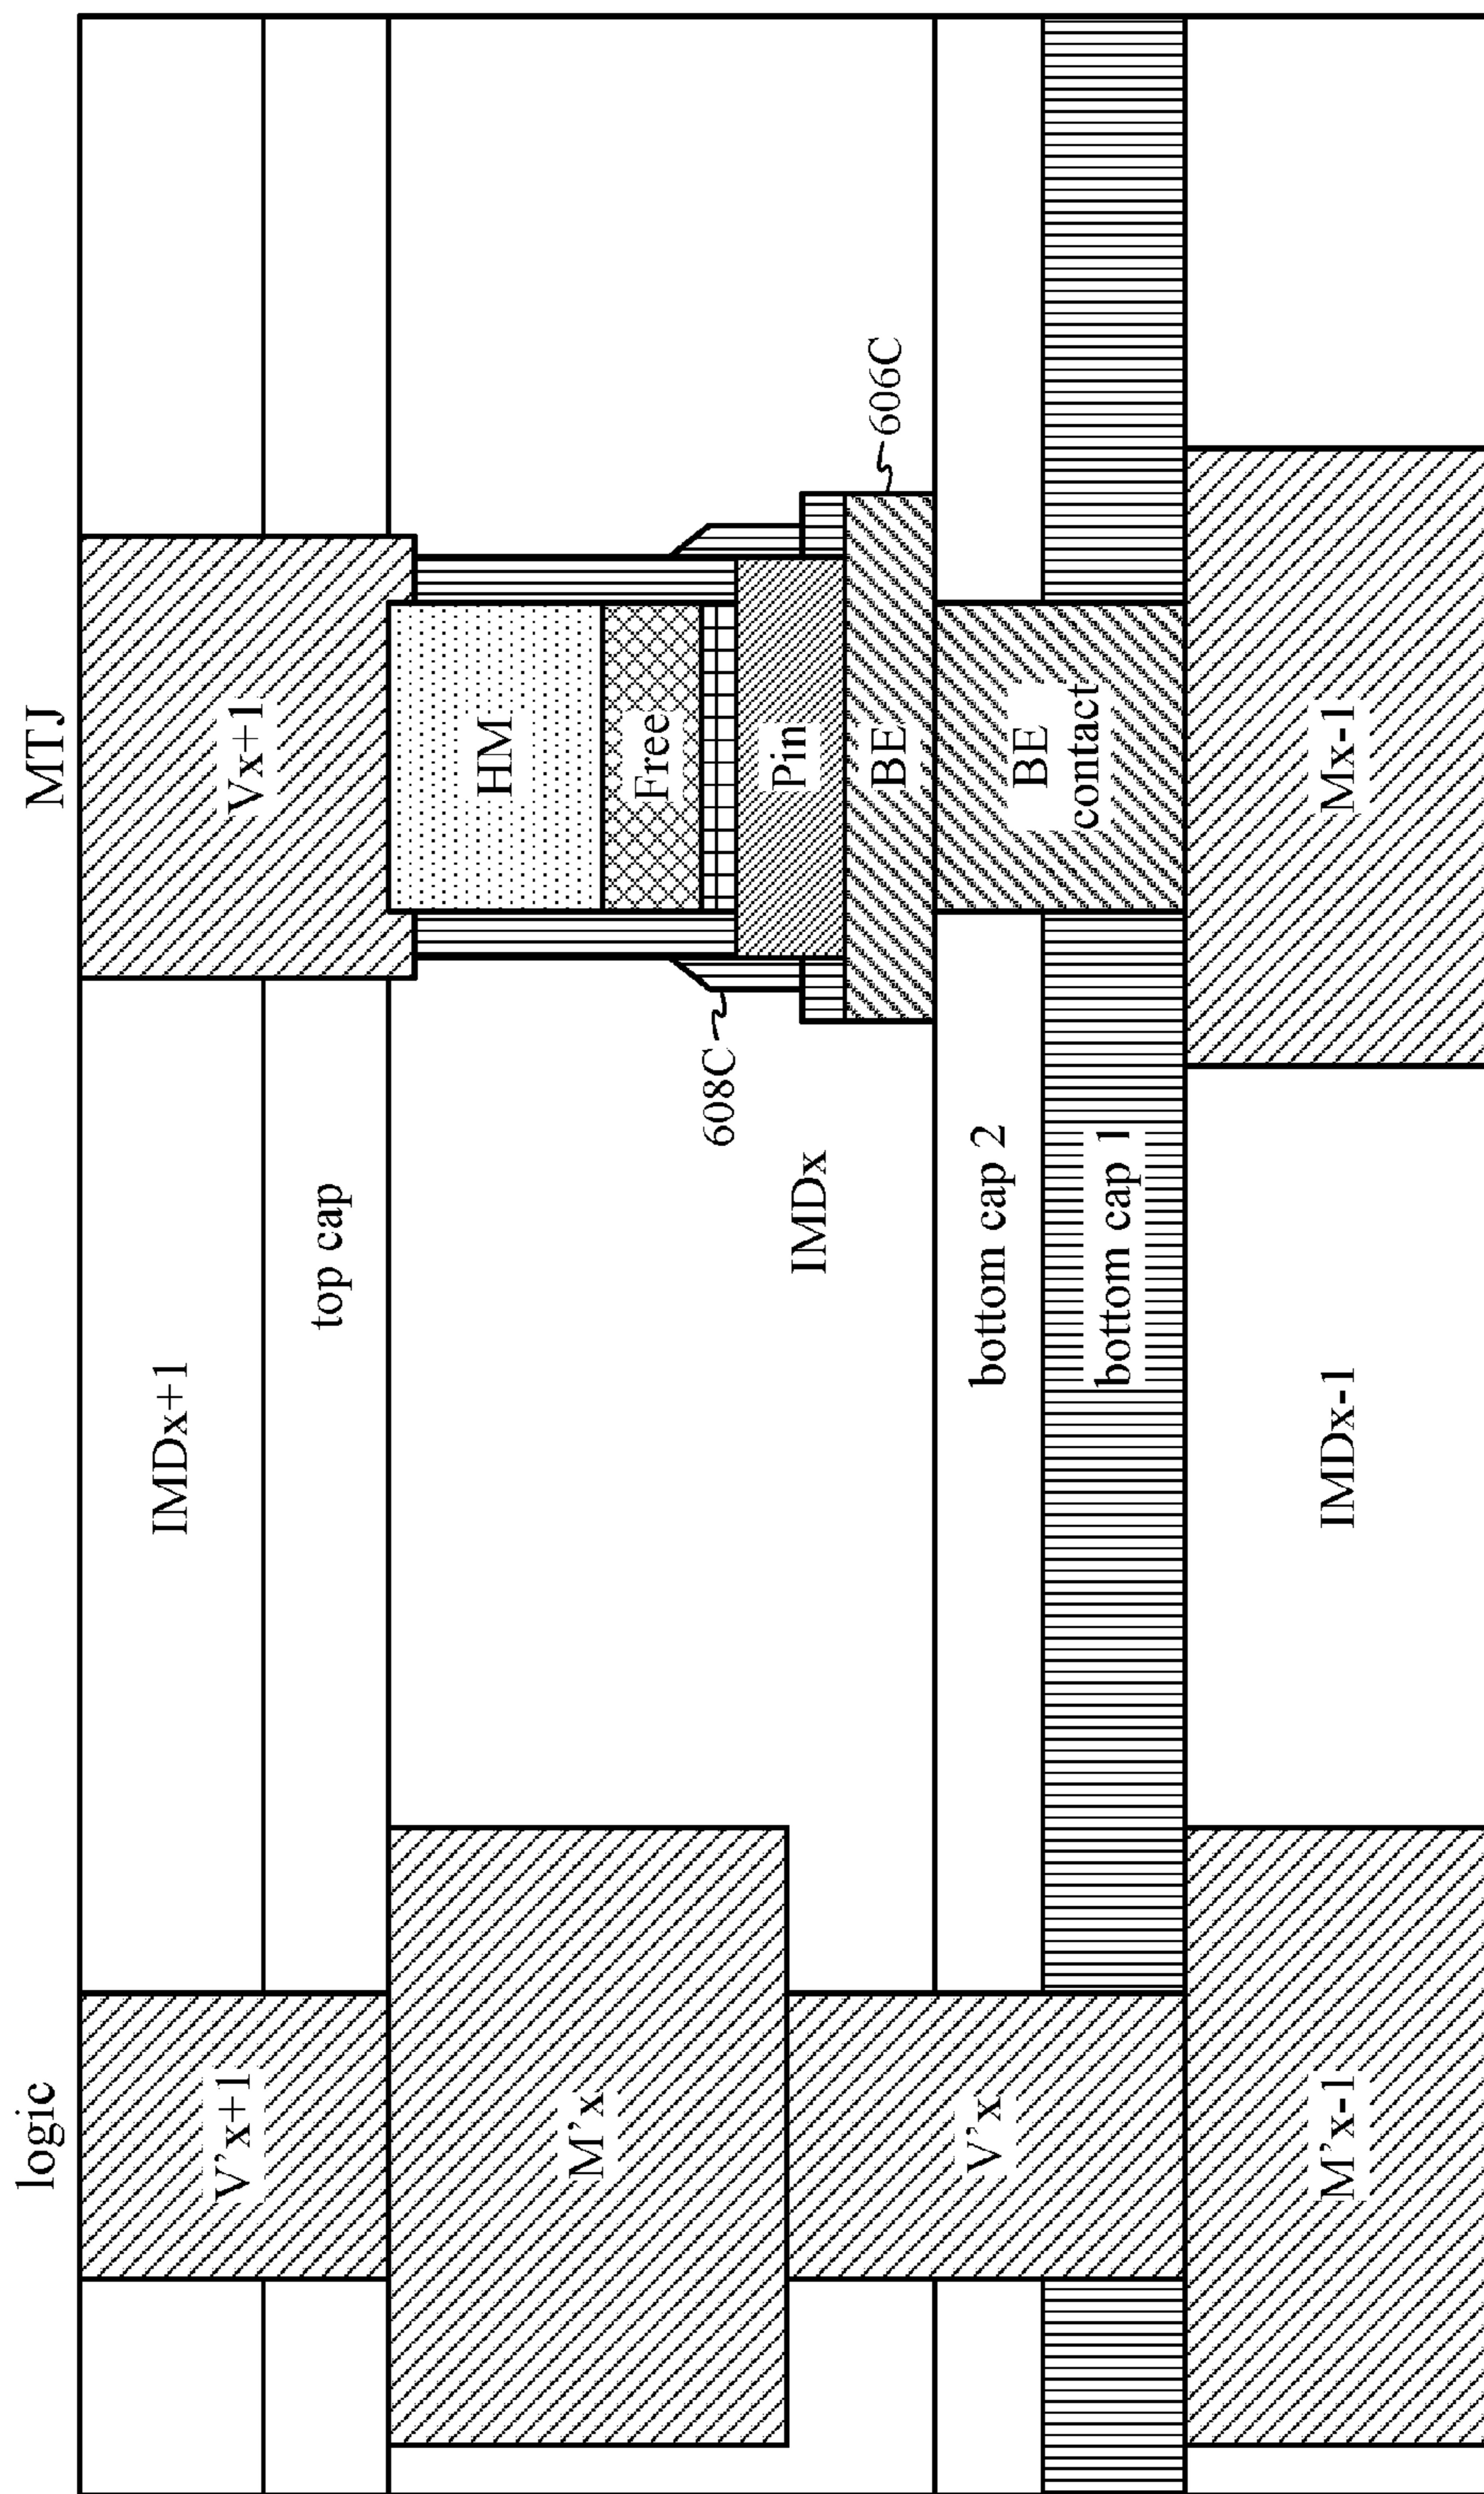 logic
MTJ
V'x+1
IMDx+1
Vx+1
top cap
HM
M'x
Free
608C
Pin
IMDx
BE
606C
V'x
bottom cap 2
BE
contact
bottom cap 1
M'x-1
IMDx-1
Mx-1